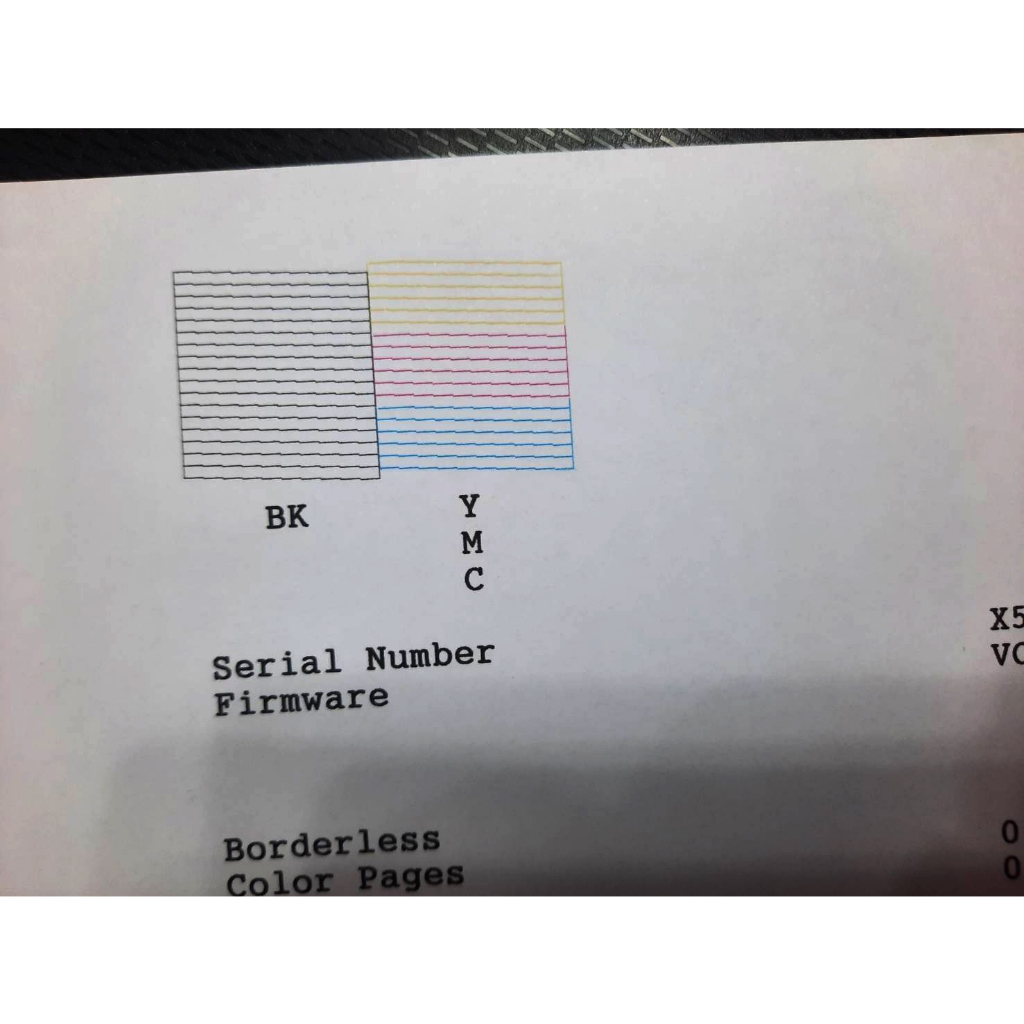 BK
Y
M
C
X5
Serial Number VC
Firmware
Borderless 0
Color Pages 0